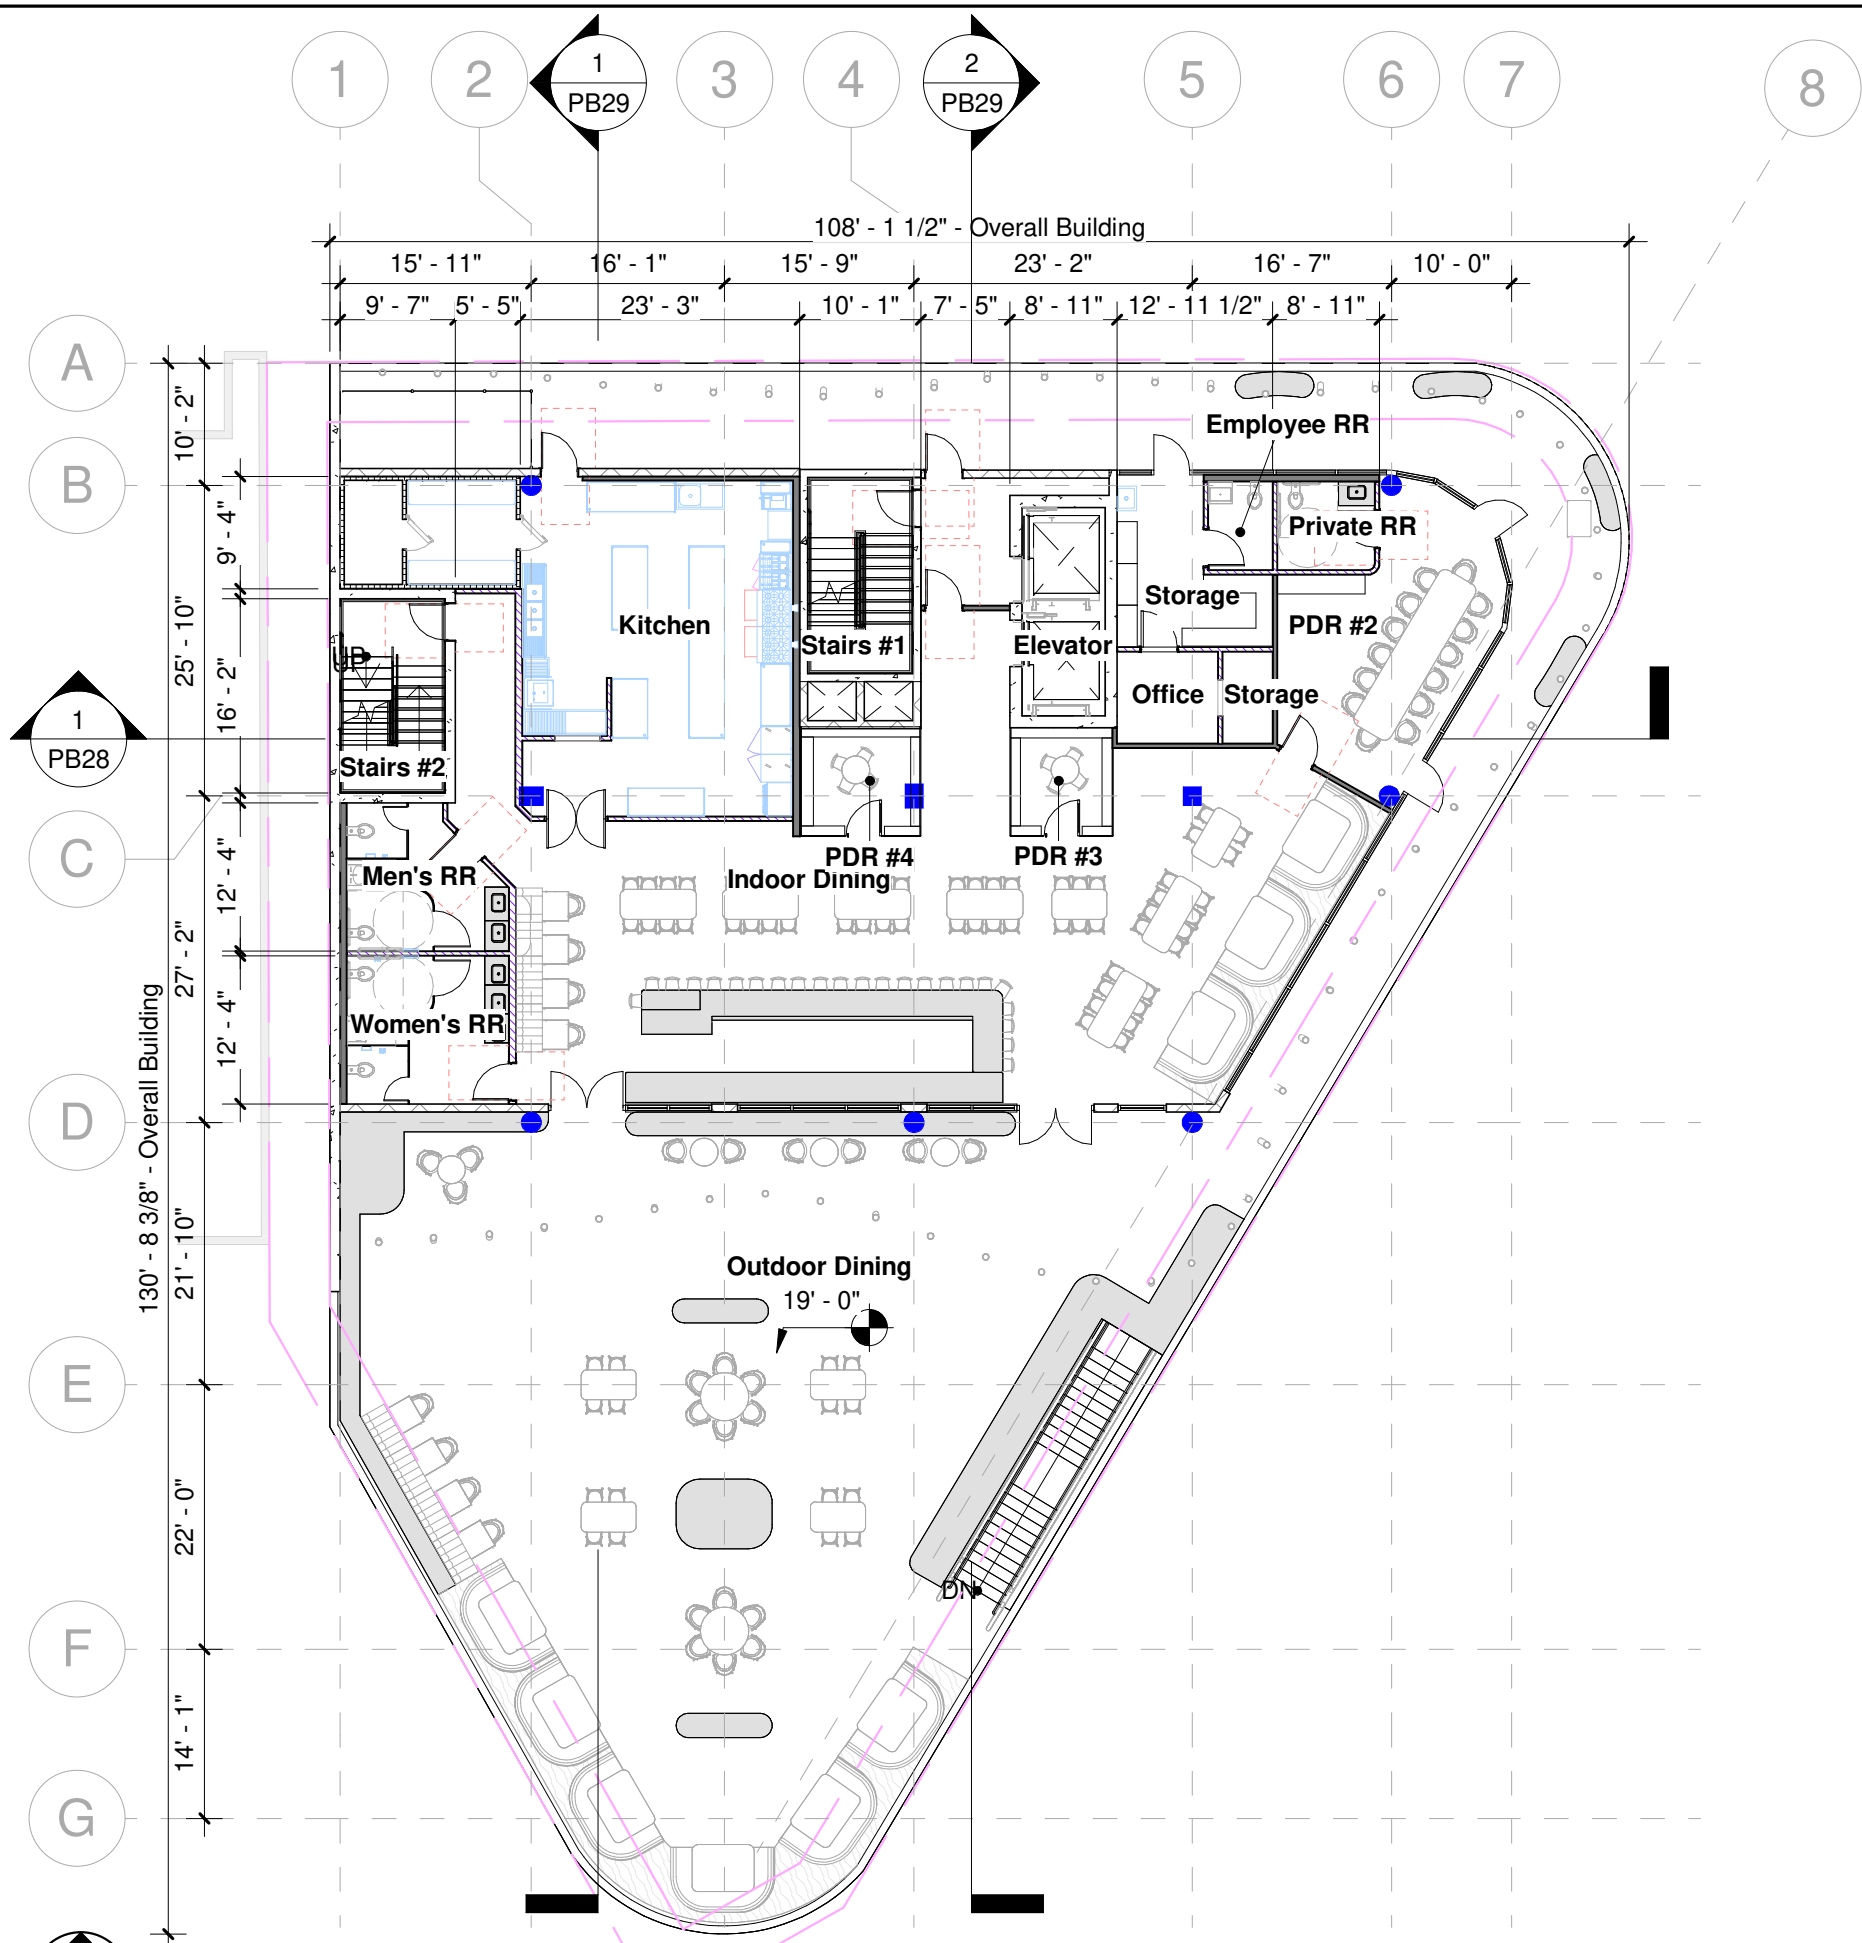 1
2
1
PB29
3
4
2
PB29
5
6
7
8
108' - 1 1/2" - Overall Building
15' - 11"
16' - 1"
15' - 9"
23' - 2"
16' - 7"
10' - 0"
9' - 7"
5' - 5"
23' - 3"
10' - 1"
7' - 5"
8' - 11"
12' - 11 1/2"
8' - 11"
A
B
C
D
E
F
G
10' - 2"
25' - 10"
27' - 2"
21' - 10"
22' - 0"
14' - 1"
9' - 4"
16' - 2"
12' - 4"
12' - 4"
130' - 8 3/8" - Overall Building
1
PB28
Employee RR
Private RR
Storage
PDR #2
Kitchen
Stairs #1
Elevator
Office
Storage
UP
Stairs #2
PDR #4
PDR #3
Men's RR
Indoor Dining
Women's RR
Outdoor Dining
19' - 0"
DN